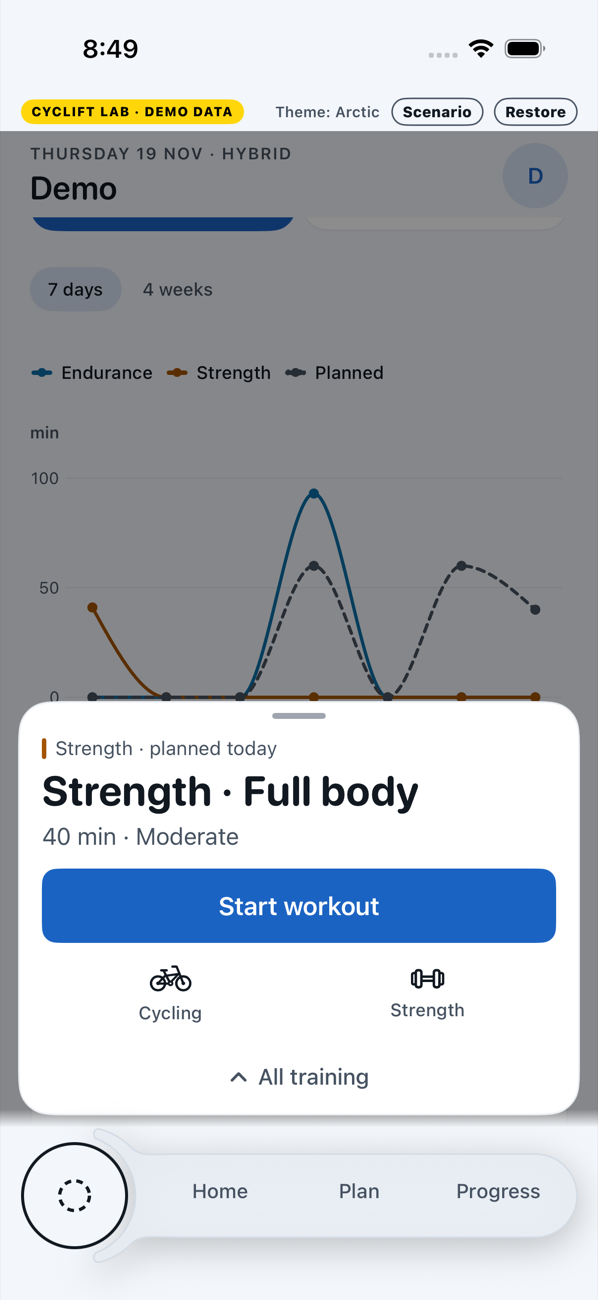 8:49
CYCLIFT LAB · DEMO DATA
Theme: Arctic
Scenario
Restore
THURSDAY 19 NOV · HYBRID
Demo
D
7 days
4 weeks
Endurance
Strength
Planned
min
100
50
0
Strength · planned today
Strength · Full body
40 min · Moderate
Start workout
Cycling
Strength
All training
Home
Plan
Progress